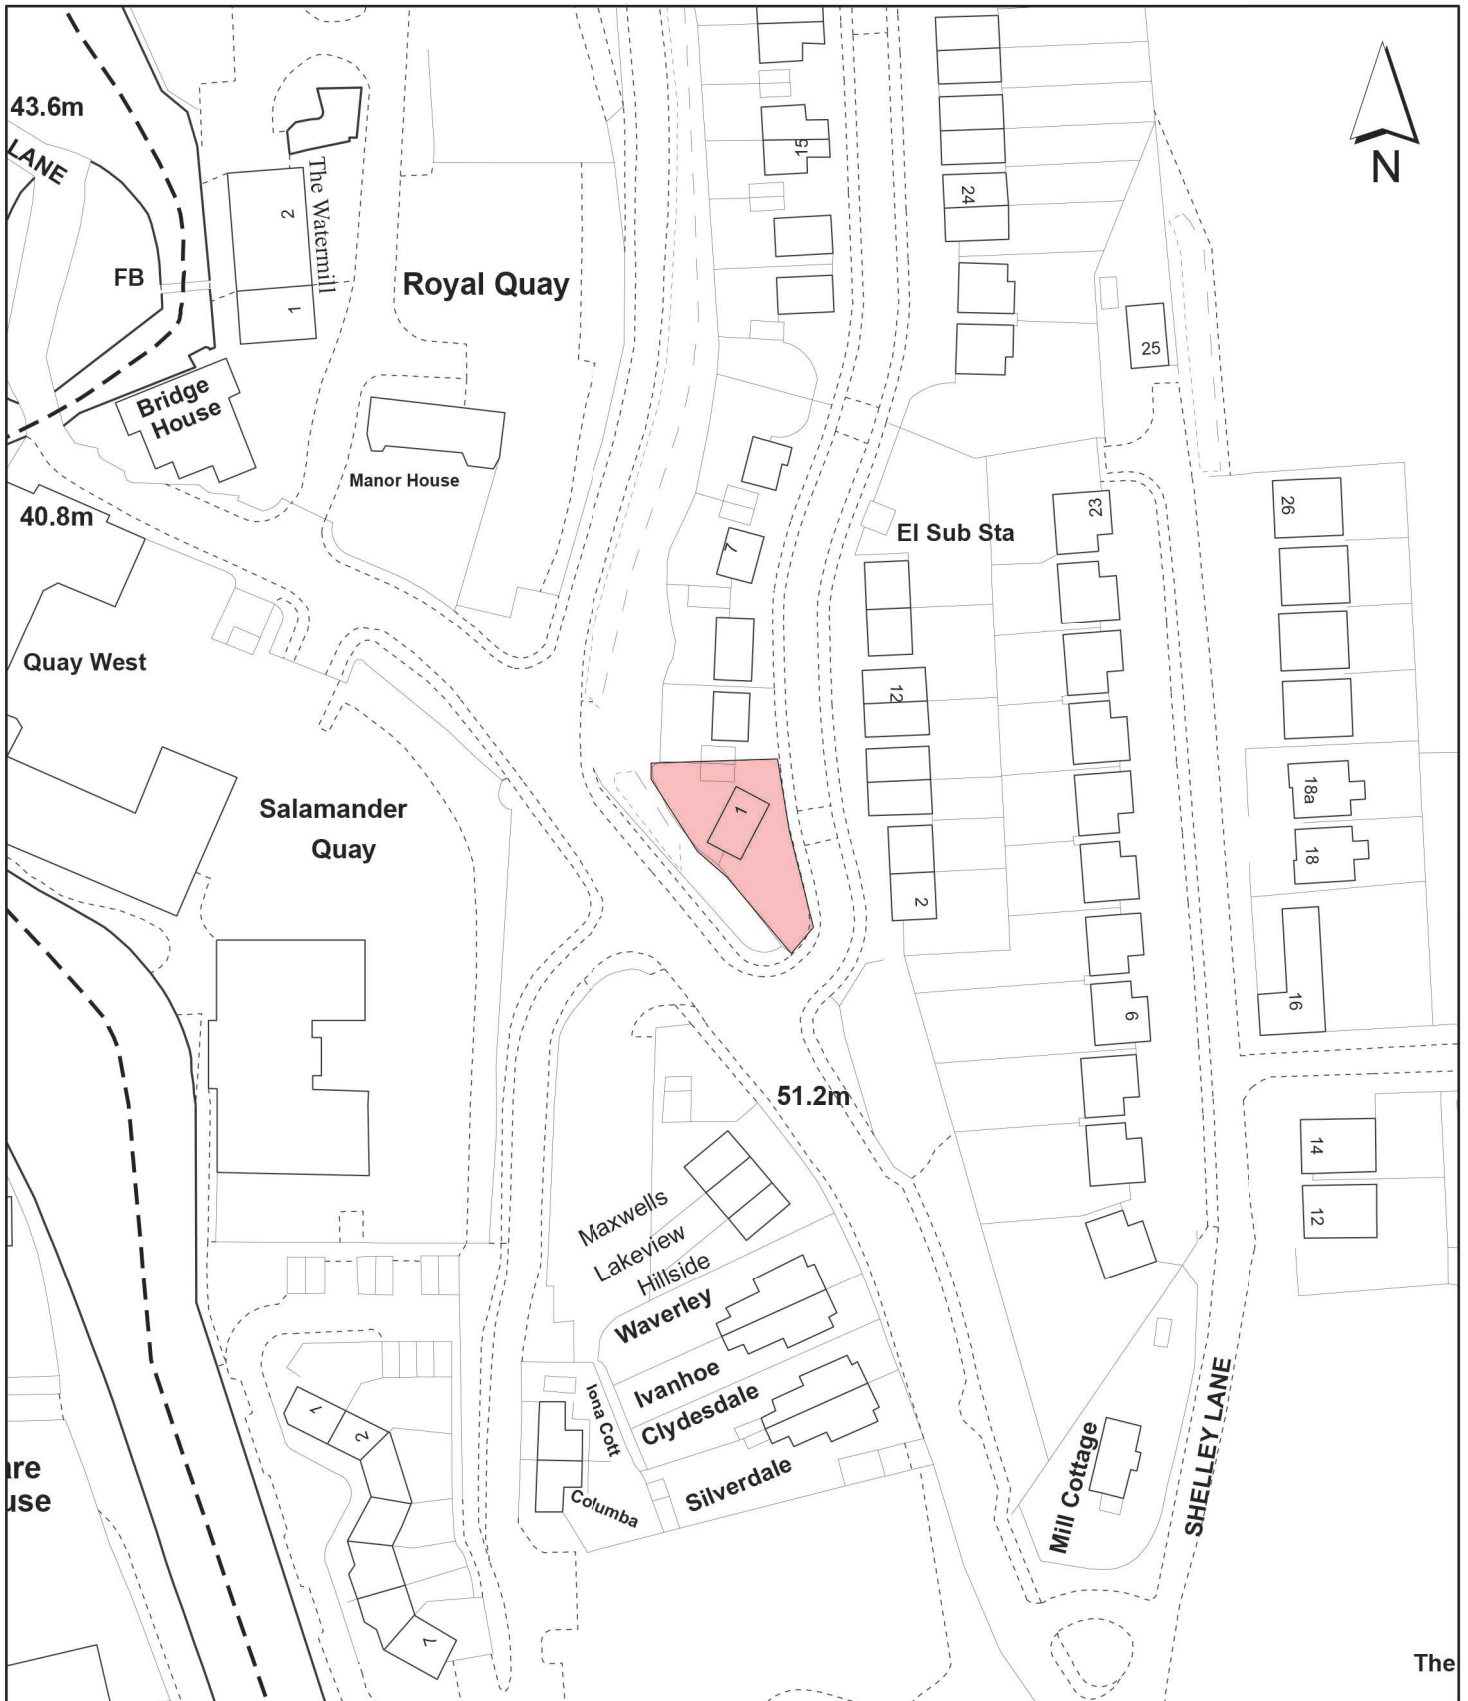 43.6m
LANE
15
N
24
2
The Watermill
FB
Royal Quay
1
25
Bridge
House
Manor House
40.8m
26
23
El Sub Sta
7
Quay West
12
18a
Salamander
Quay
1
18
2
16
6
51.2m
14
12
Maxwells
Lakeview
Hillside
Waverley
Ivanhoe
Clydesdale
Iona Cott
1
2
Silverdale
Columba
Mill Cottage
SHELLEY LANE
are
use
7
The